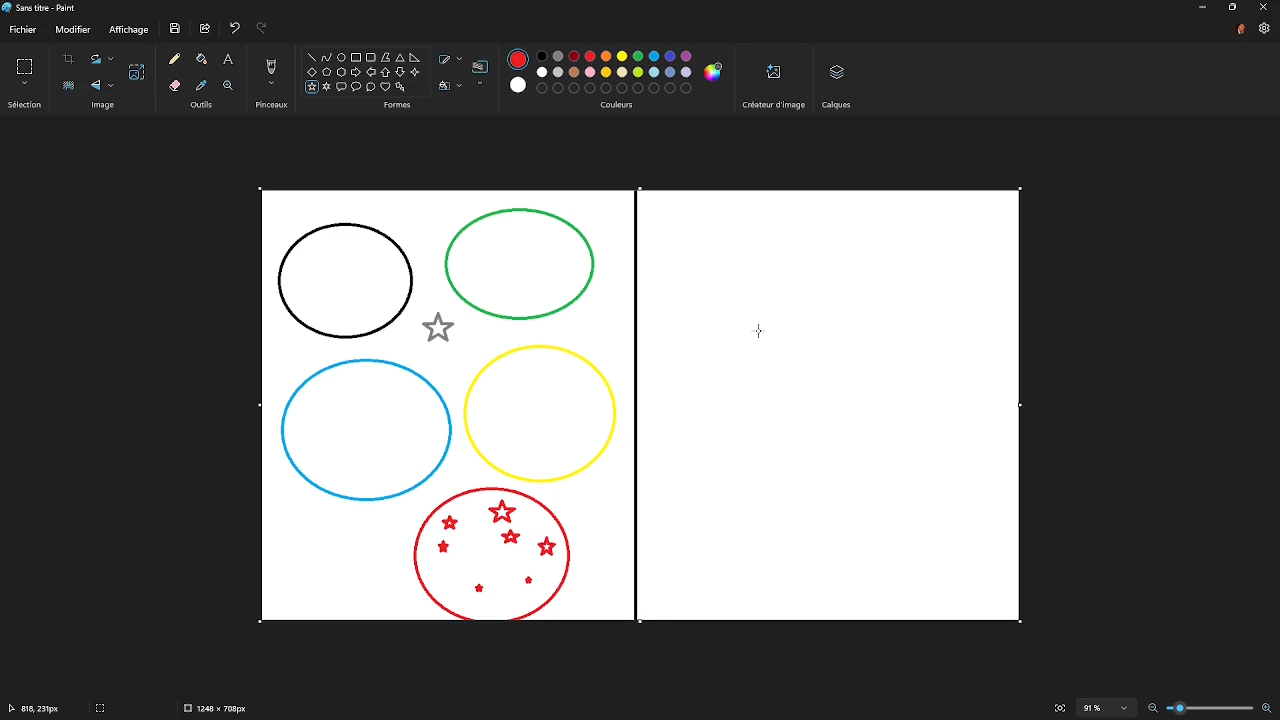 Sans titre - Paint
Fichier Modifier Affichage
Sélection Image Outils Pinceaux Formes Couleurs Créateur d'image Calques
818, 231px 1248 × 708px 91 %